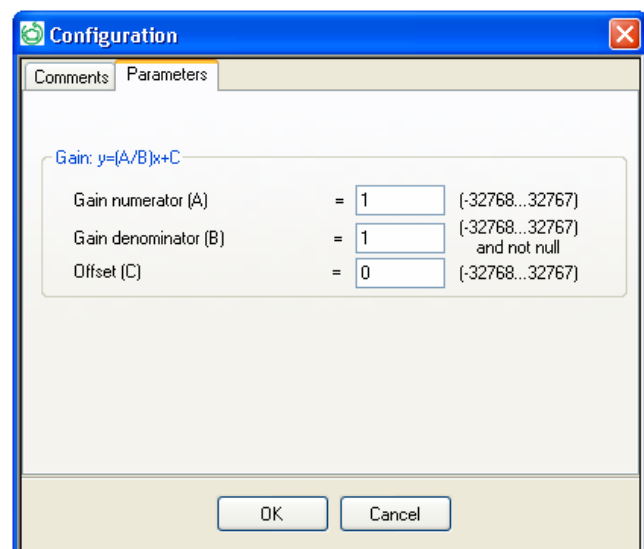 Configuration
Comments Parameters
Gain: y=(A/B)x+C
Gain numerator (A) = 1 (-32768...32767)
Gain denominator (B) = 1 (-32768...32767)
and not null
Offset (C) = 0 (-32768...32767)
OK Cancel